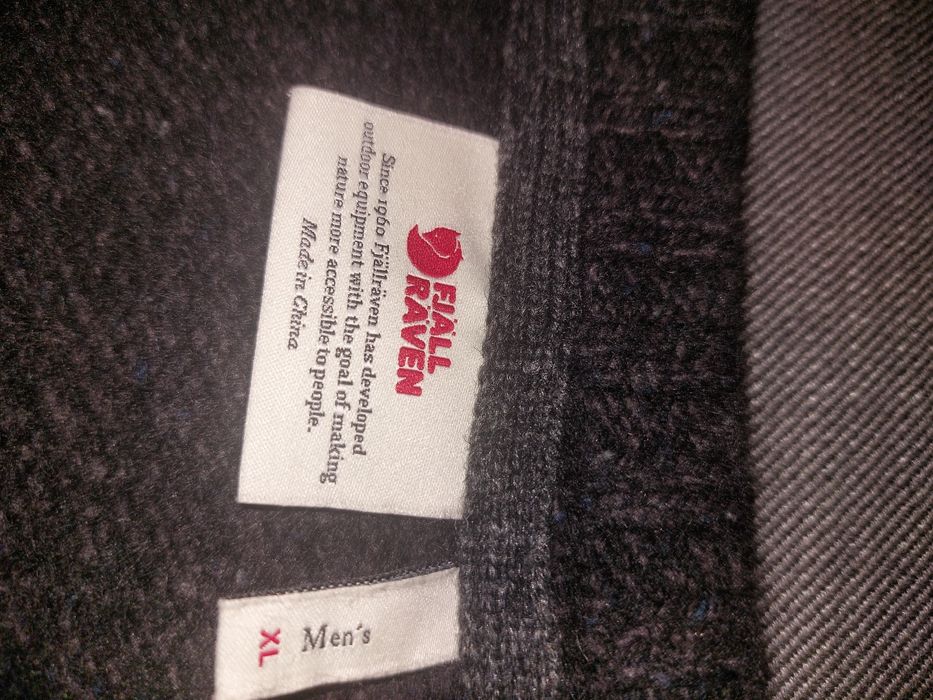 FJÄLL
RÄVEN
Since 1960 Fjällräven has developed
outdoor equipment with the goal of making
nature more accessible to people.
Made in China
Men's
XL